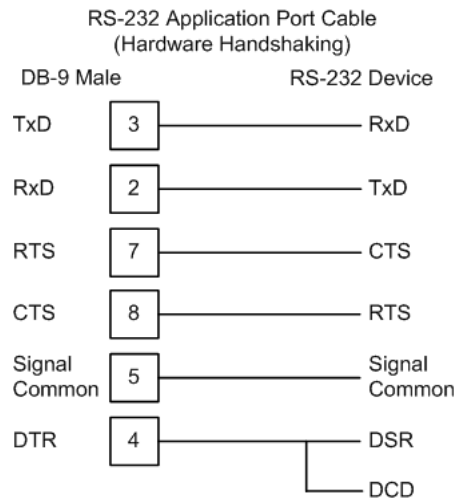 RS-232 Application Port Cable
(Hardware Handshaking)
DB-9 Male RS-232 Device
TxD 3 RxD
RxD 2 TxD
RTS 7 CTS
CTS 8 RTS
Signal Common 5 Signal Common
DTR 4 DSR
DCD